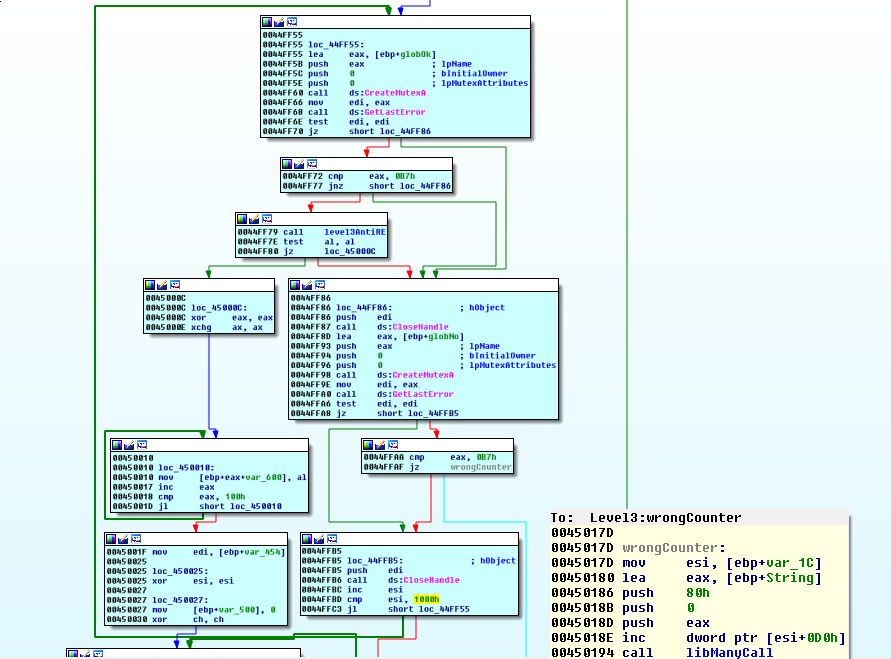 0044FF55
0044FF55 loc_44FF55:
0044FF55 lea eax, [ebp+globOk]
0044FF5B push eax ; lpName
0044FF5C push 0 ; bInitialOwner
0044FF5E push 0 ; lpMutexAttributes
0044FF60 call ds:CreateMutexA
0044FF66 mov edi, eax
0044FF68 call ds:GetLastError
0044FF6E test edi, edi
0044FF70 jz short loc_44FF86
0044FF72 cmp eax, 0B7h
0044FF77 jnz short loc_44FF86
0044FF79 call level3AntiRE
0044FF7E test al, al
0044FF80 jz loc_45000C
0045000C
0045000C loc_45000C:
0045000C xor eax, eax
0045000E xchg ax, ax
0044FF86
0044FF86 loc_44FF86: ; hObject
0044FF86 push edi
0044FF87 call ds:CloseHandle
0044FF8D lea eax, [ebp+globNo]
0044FF93 push eax ; lpName
0044FF94 push 0 ; bInitialOwner
0044FF96 push 0 ; lpMutexAttributes
0044FF98 call ds:CreateMutexA
0044FF9E mov edi, eax
0044FFA0 call ds:GetLastError
0044FFA6 test edi, edi
0044FFA8 jz short loc_44FFB5
00450010
00450010 loc_450010:
00450010 mov [ebp+eax+var_600], al
00450017 inc eax
00450018 cmp eax, 100h
0045001D jl short loc_450010
0044FFAA cmp eax, 0B7h
0044FFAF jz wrongCounter
0045001F mov edi, [ebp+var_454]
00450025
00450025 loc_450025:
00450025 xor esi, esi
00450027
00450027 loc_450027:
00450027 mov [ebp+var_500], 0
00450030 xor ch, ch
0044FFB5
0044FFB5 loc_44FFB5: ; hObject
0044FFB5 push edi
0044FFB6 call ds:CloseHandle
0044FFBC inc esi
0044FFBD cmp esi, 1000h
0044FFC3 jl short loc_44FF55
To: Level3:wrongCounter
0045017D
0045017D wrongCounter:
0045017D mov esi, [ebp+var_1C]
00450180 lea eax, [ebp+String]
00450186 push 80h
0045018B push 0
0045018D push eax
0045018E inc dword ptr [esi+0D0h]
00450194 call libManyCall